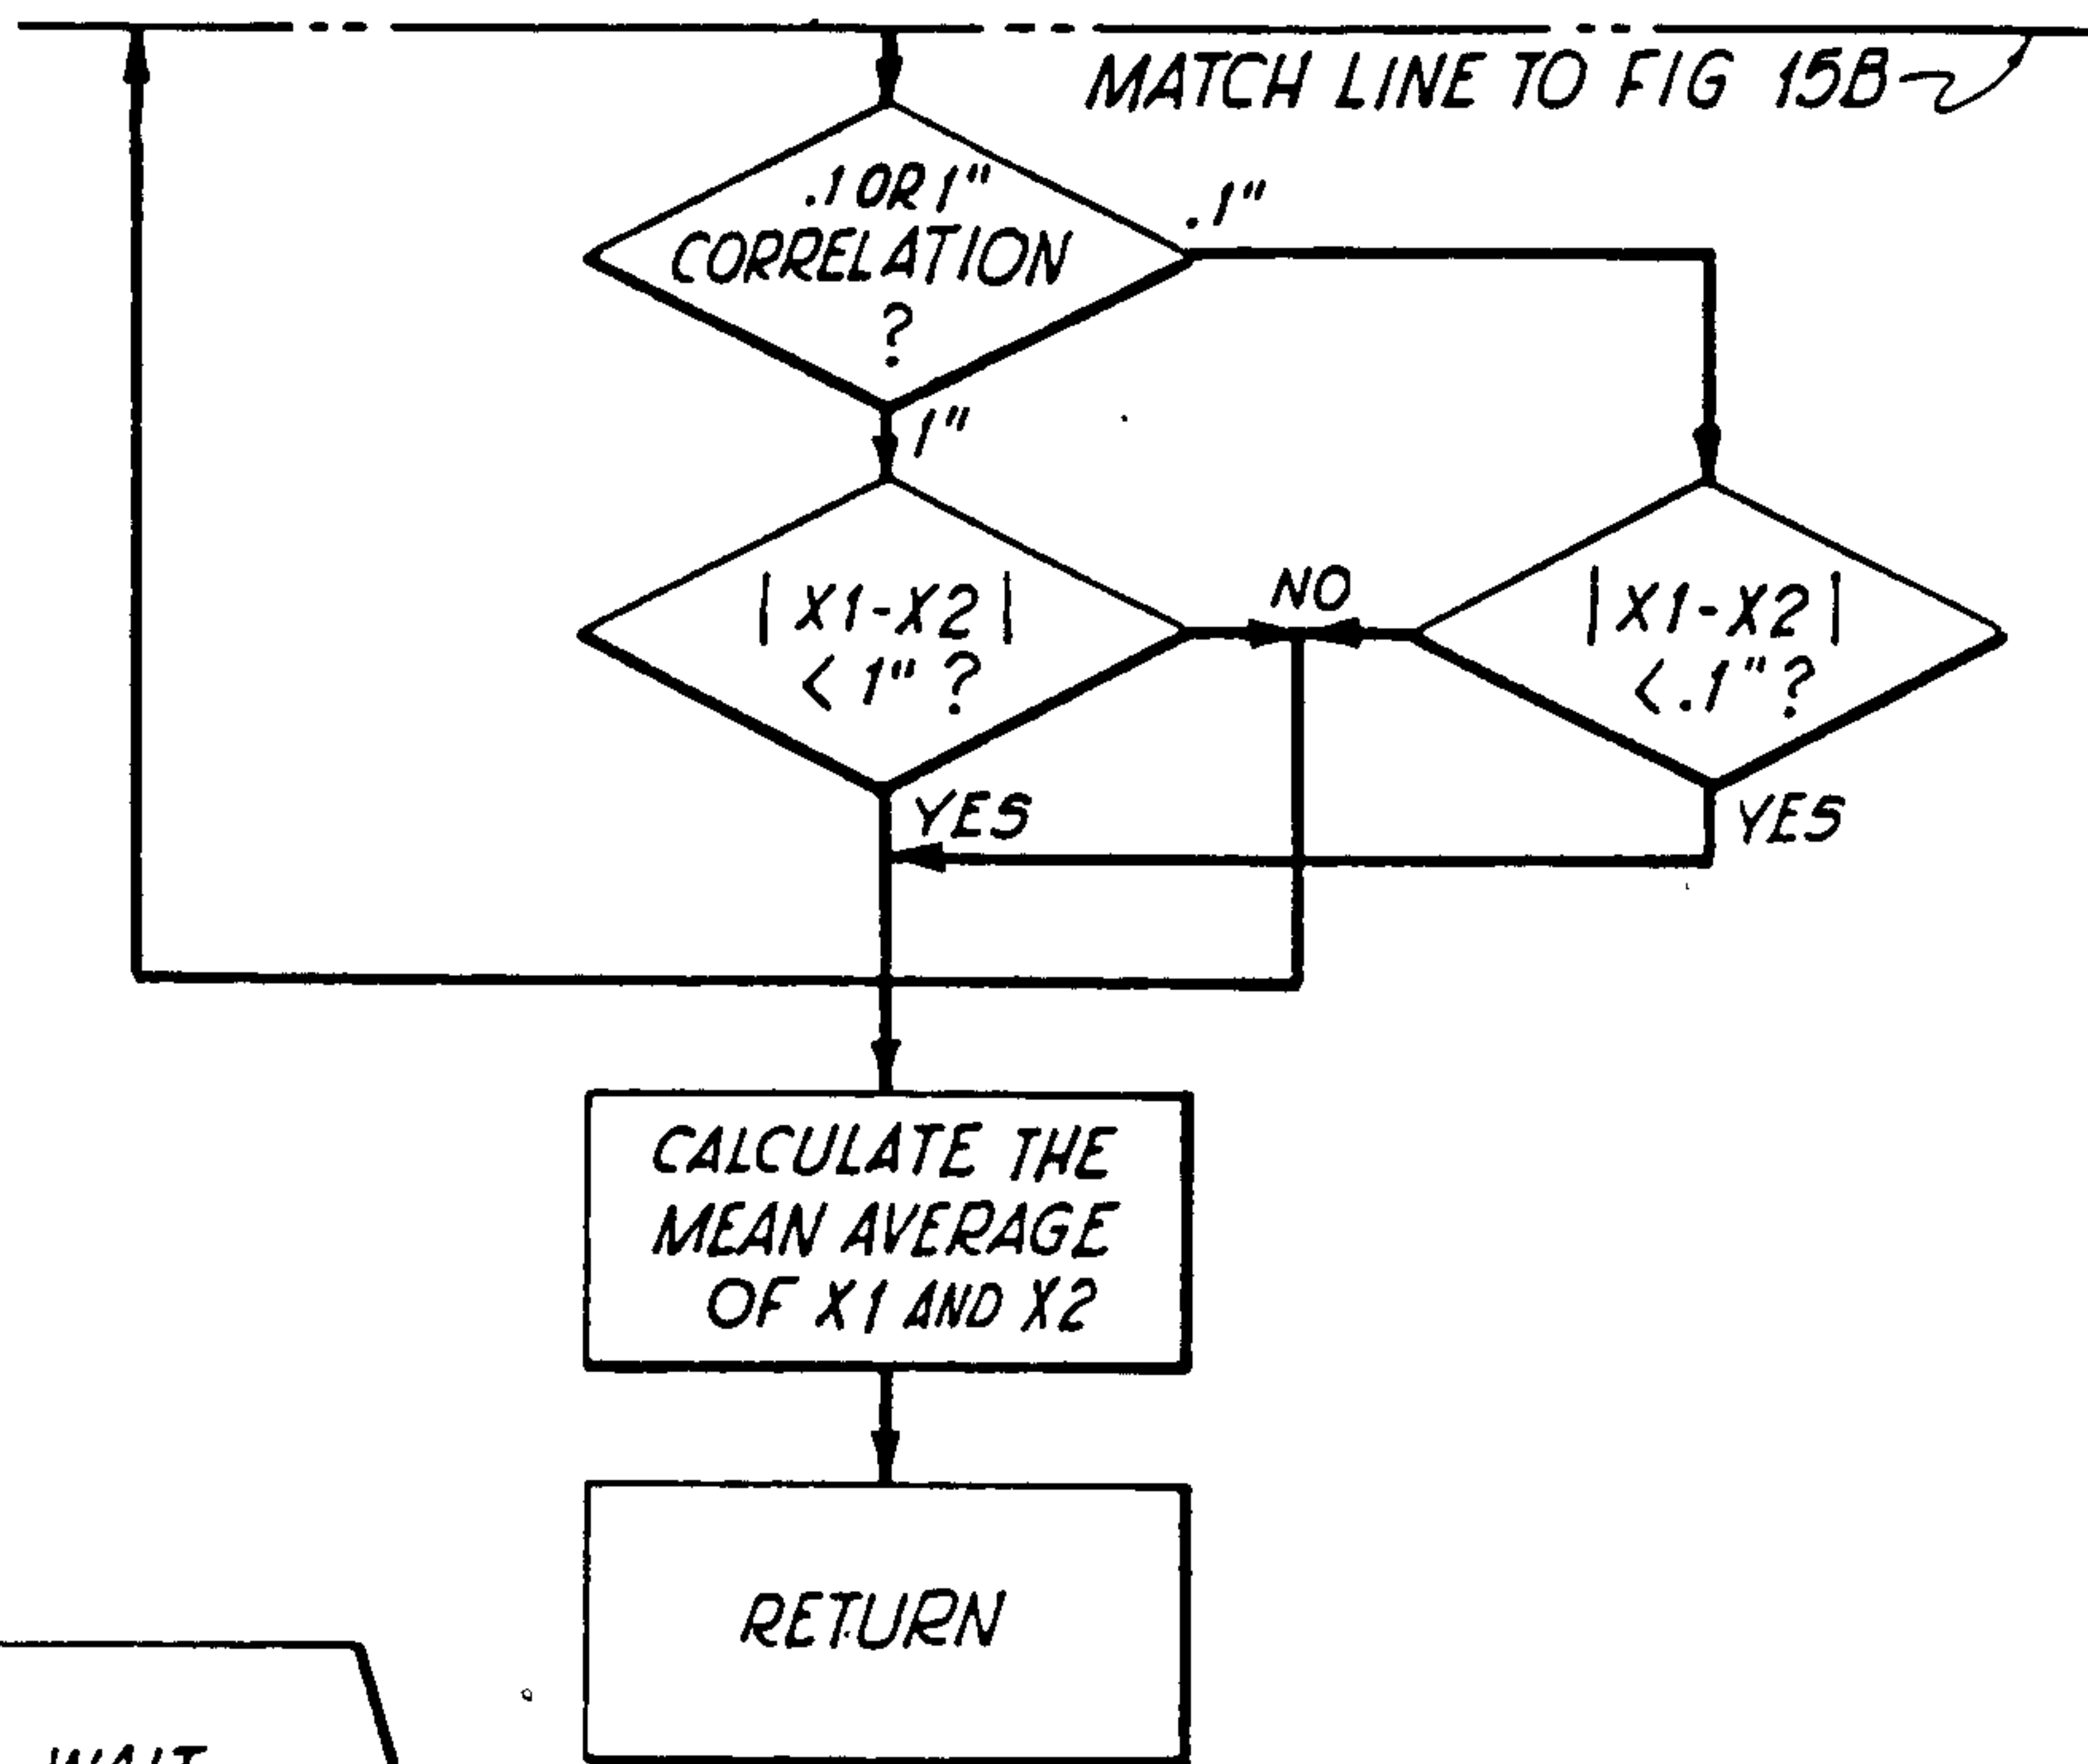 MATCH LINE TO FIG 15B
.1 OR 1"
CORRELATION
?
.1"
1"
|X1-X2|
< 1" ?
NO
|X1-X2|
< .1" ?
YES
YES
CALCULATE THE
MEAN AVERAGE
OF X1 AND X2
RETURN
WAIT